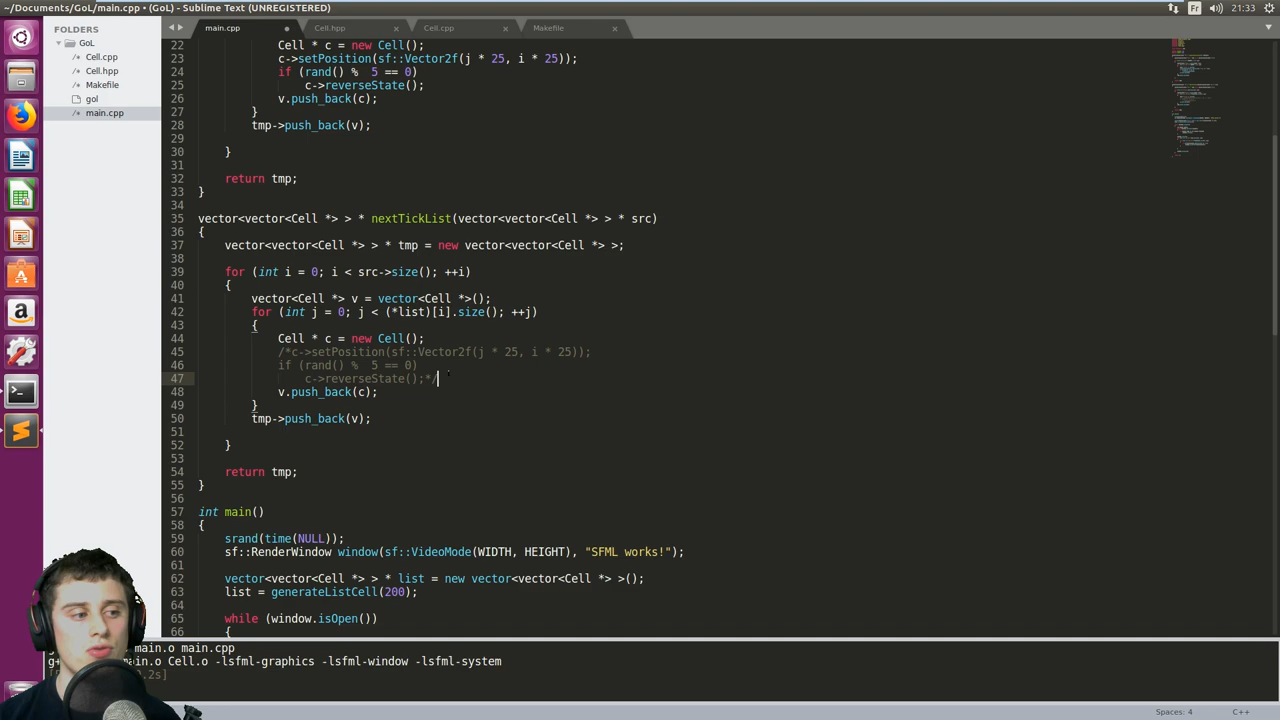 ~/Documents/GoL/main.cpp • (GoL) - Sublime Text (UNREGISTERED)
Fr
21:33
FOLDERS
GoL
Cell.cpp
Cell.hpp
Makefile
gol
main.cpp
main.cpp
Cell.hpp
Cell.cpp
Makefile
22 Cell * c = new Cell();
23 c->setPosition(sf::Vector2f(j * 25, i * 25));
24 if (rand() % 5 == 0)
25 c->reverseState();
26 v.push_back(c);
27 }
28 tmp->push_back(v);
29
30 }
31
32 return tmp;
33 }
34
35 vector<vector<Cell *> > * nextTickList(vector<vector<Cell *> > * src)
36 {
37 vector<vector<Cell *> > * tmp = new vector<vector<Cell *> >;
38
39 for (int i = 0; i < src->size(); ++i)
40 {
41 vector<Cell *> v = vector<Cell *>();
42 for (int j = 0; j < (*list)[i].size(); ++j)
43 {
44 Cell * c = new Cell();
45 /*c->setPosition(sf::Vector2f(j * 25, i * 25));
46 if (rand() % 5 == 0)
47 c->reverseState();*/
48 v.push_back(c);
49 }
50 tmp->push_back(v);
51
52 }
53
54 return tmp;
55 }
56
57 int main()
58 {
59 srand(time(NULL));
60 sf::RenderWindow window(sf::VideoMode(WIDTH, HEIGHT), "SFML works!");
61
62 vector<vector<Cell *> > * list = new vector<vector<Cell *> >();
63 list = generateListCell(200);
64
65 while (window.isOpen())
66 {
main.o main.cpp
main.o Cell.o -lsfml-graphics -lsfml-window -lsfml-system
Spaces: 4
C++